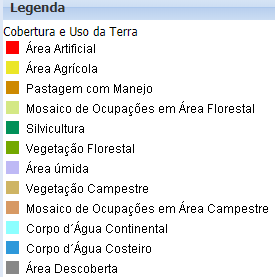 Legenda
Cobertura e Uso da Terra
Área Artificial
Área Agrícola
Pastagem com Manejo
Mosaico de Ocupações em Área Florestal
Silvicultura
Vegetação Florestal
Área úmida
Vegetação Campestre
Mosaico de Ocupações em Área Campestre
Corpo d´Água Continental
Corpo d´Água Costeiro
Área Descoberta